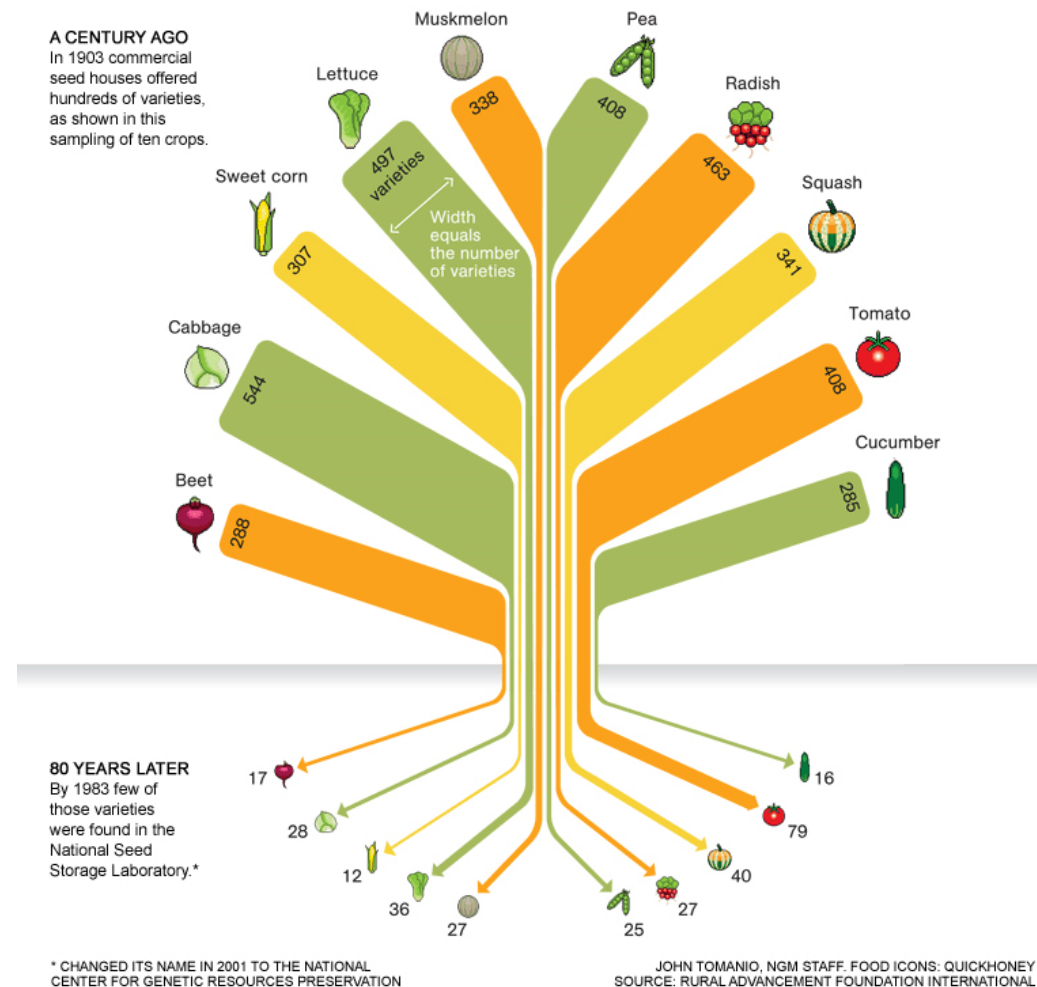 A CENTURY AGO
In 1903 commercial
seed houses offered
hundreds of varieties,
as shown in this
sampling of ten crops.
Muskmelon
338
Pea
408
Lettuce
497
varieties
Width
equals
the number
of varieties
Radish
463
Sweet corn
307
Squash
341
Cabbage
544
Tomato
408
Beet
288
Cucumber
285
80 YEARS LATER
By 1983 few of
those varieties
were found in the
National Seed
Storage Laboratory.*
17
28
12
36
27
25
27
40
79
16
* CHANGED ITS NAME IN 2001 TO THE NATIONAL
CENTER FOR GENETIC RESOURCES PRESERVATION
JOHN TOMANIO, NGM STAFF. FOOD ICONS: QUICKHONEY
SOURCE: RURAL ADVANCEMENT FOUNDATION INTERNATIONAL